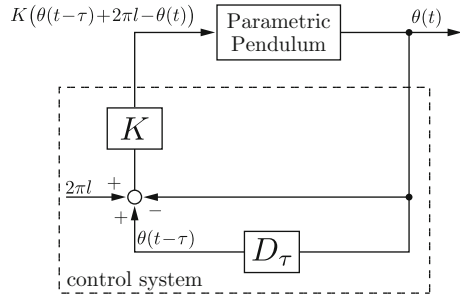 K(θ(t−τ)+2πl−θ(t))
Parametric
Pendulum
θ(t)
K
2πl
+
+
−
θ(t−τ)
D_τ
control system